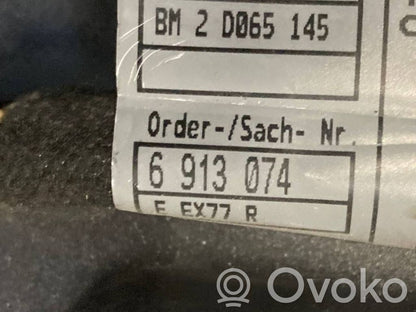 BM 2 D065 145
Order-/Sach- Nr.
6 913 074
E EX77 R
Ovoko